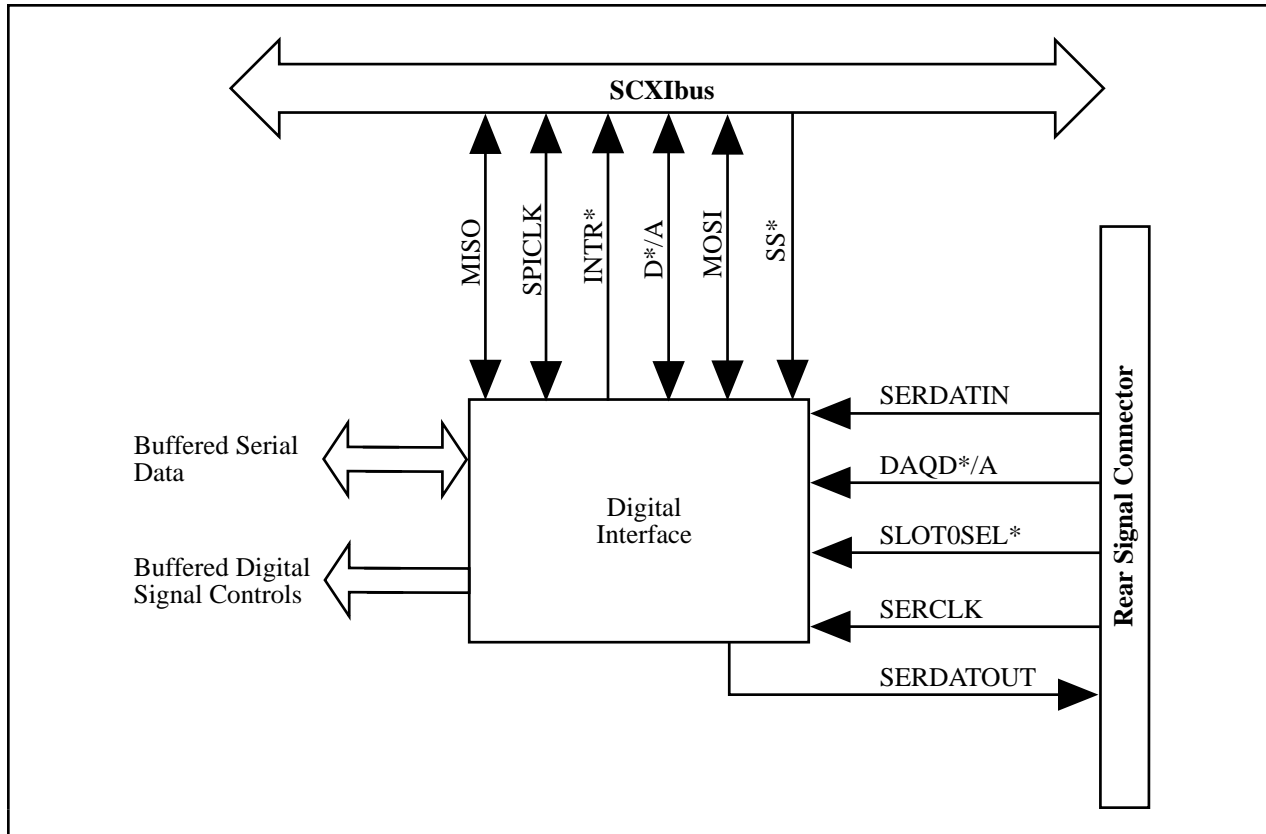 SCXIbus
MISO
SPICLK
INTR*
D*/A
MOSI
SS*
SERDATIN
DAQD*/A
SLOT0SEL*
SERCLK
SERDATOUT
Rear Signal Connector
Buffered Serial
Data
Digital
Interface
Buffered Digital
Signal Controls